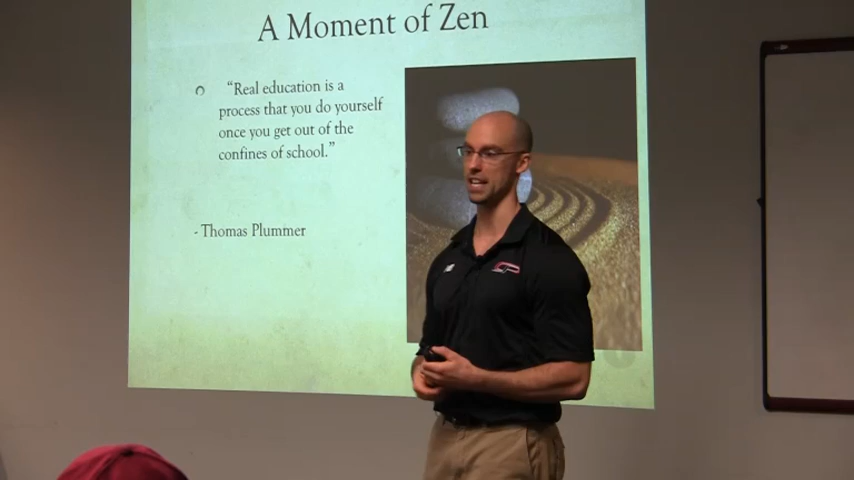 A Moment of Zen
“Real education is a
process that you do yourself
once you get out of the
confines of school.”
- Thomas Plummer